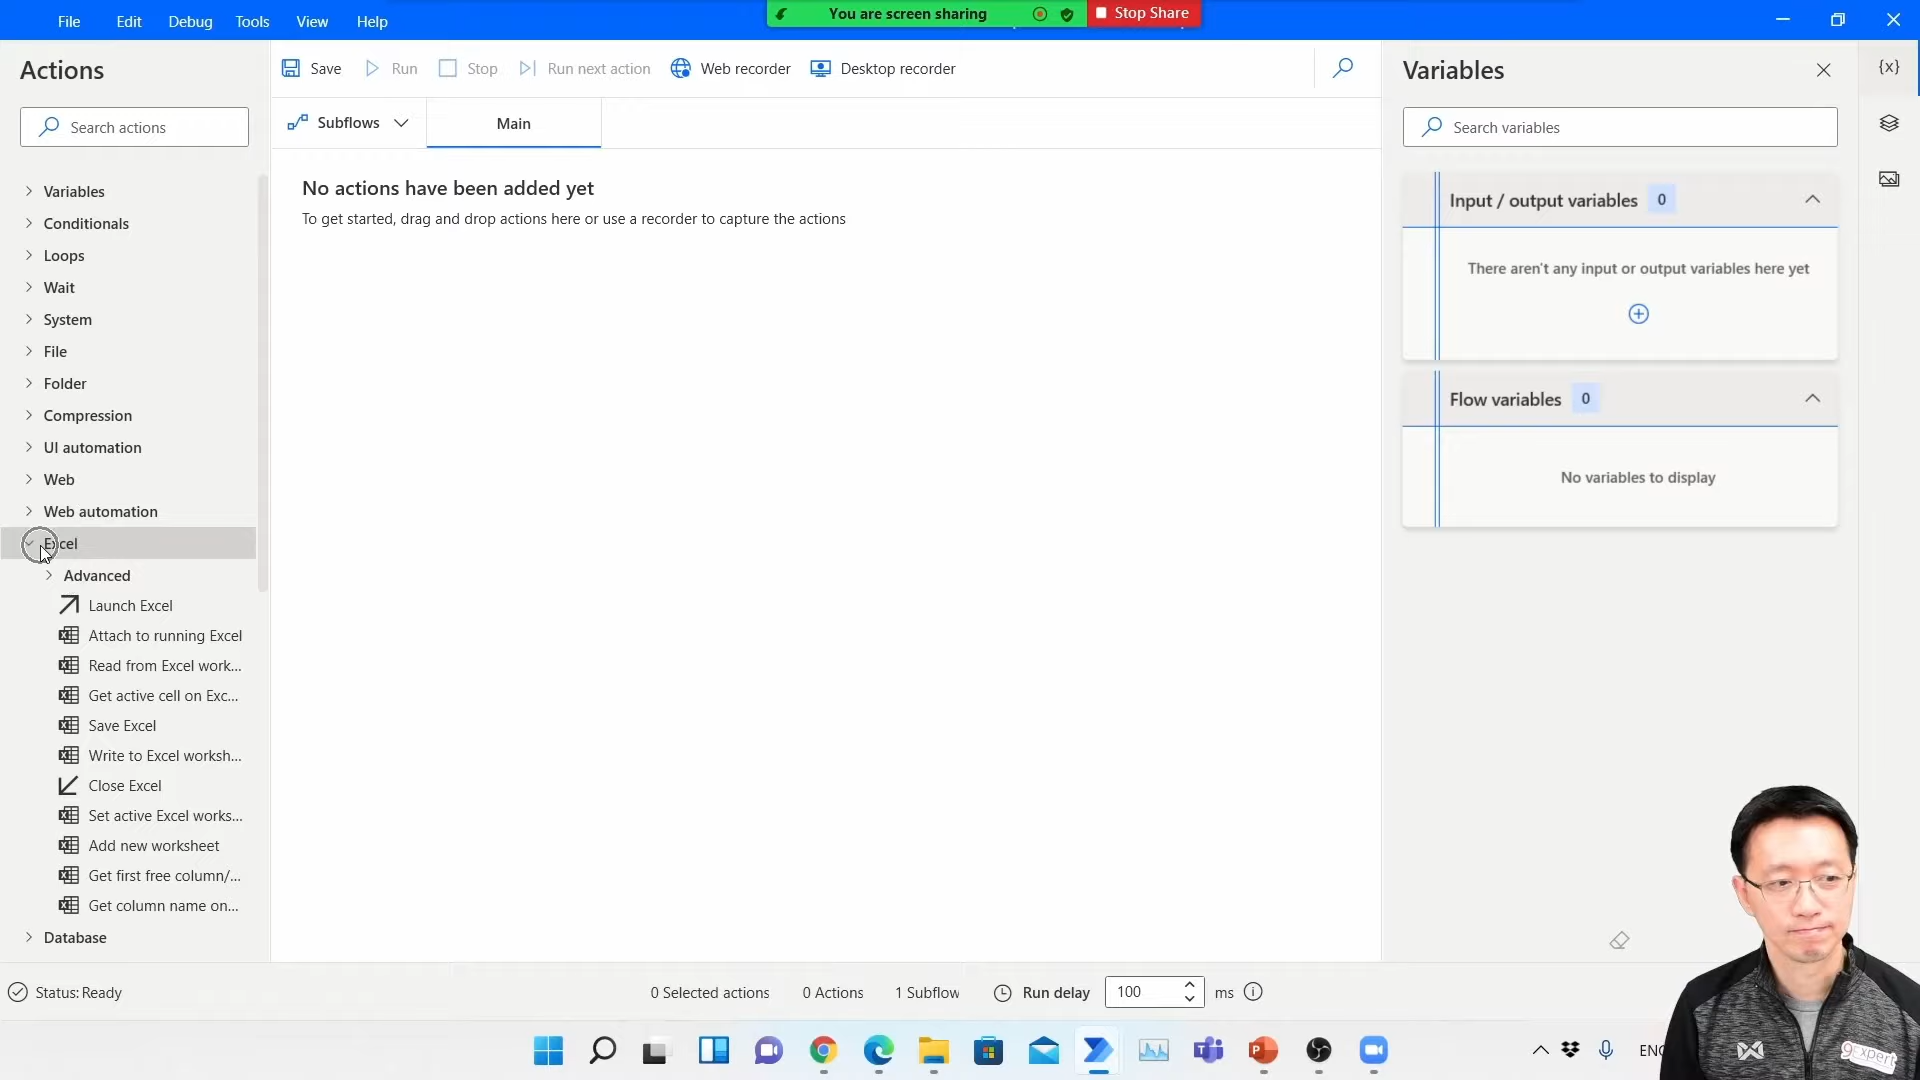 File Edit Debug Tools View Help
You are screen sharing
Stop Share
Actions
Search actions
Variables
Conditionals
Loops
Wait
System
File
Folder
Compression
UI automation
Web
Web automation
Excel
Advanced
Launch Excel
Attach to running Excel
Read from Excel work...
Get active cell on Exc...
Save Excel
Write to Excel worksh...
Close Excel
Set active Excel works...
Add new worksheet
Get first free column/...
Get column name on...
Database
Save Run Stop Run next action Web recorder Desktop recorder
Subflows Main
No actions have been added yet
To get started, drag and drop actions here or use a recorder to capture the actions
Variables
{x}
Search variables
Input / output variables 0
There aren't any input or output variables here yet
Flow variables 0
No variables to display
Status: Ready
0 Selected actions 0 Actions 1 Subflow Run delay 100 ms
ENG
9Expert